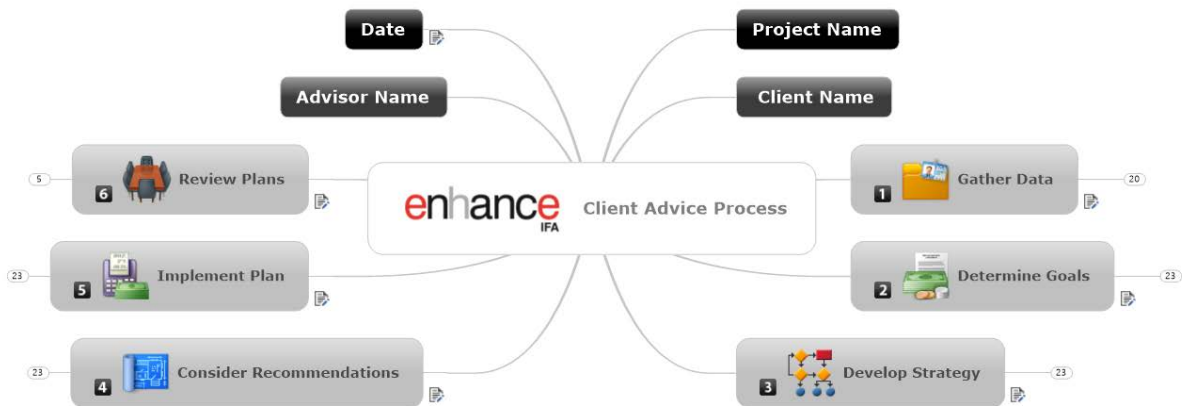 Date
Project Name
Advisor Name
Client Name
5
6
Review Plans
enhance
IFA
Client Advice Process
1
Gather Data
20
23
5
Implement Plan
2
Determine Goals
23
23
4
Consider Recommendations
3
Develop Strategy
23